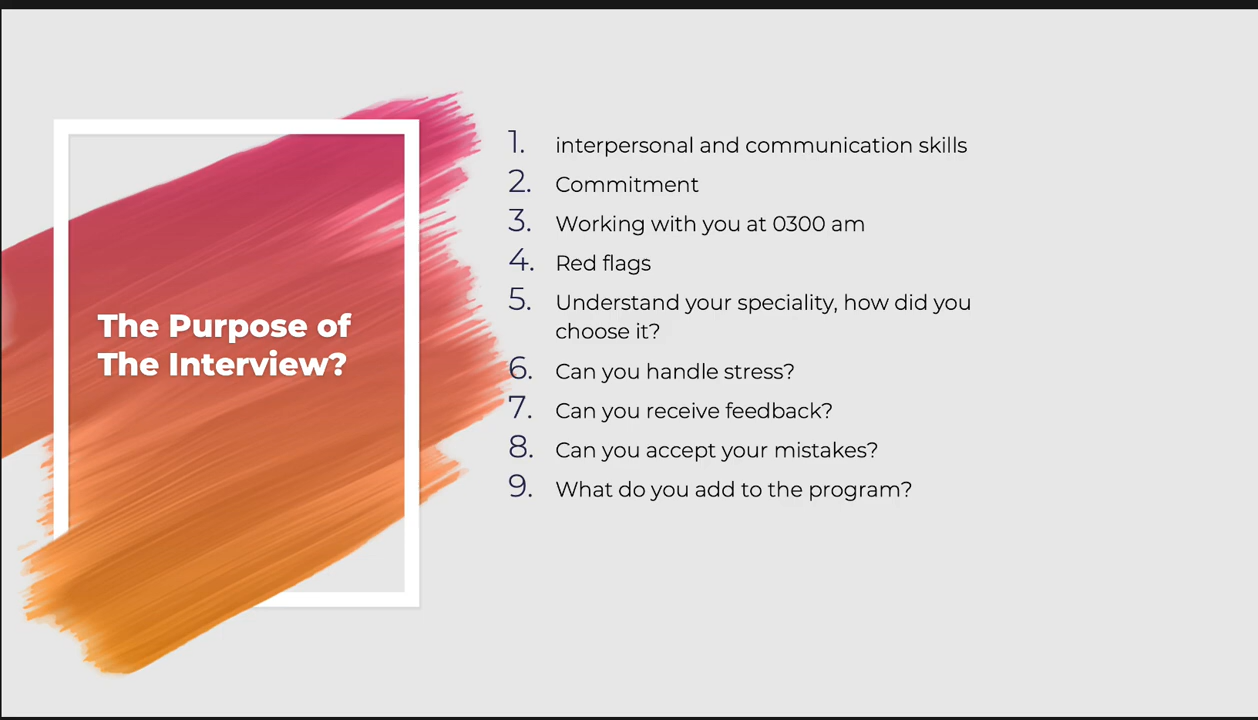 The Purpose of
The Interview?
1. interpersonal and communication skills
2. Commitment
3. Working with you at 0300 am
4. Red flags
5. Understand your speciality, how did you
choose it?
6. Can you handle stress?
7. Can you receive feedback?
8. Can you accept your mistakes?
9. What do you add to the program?